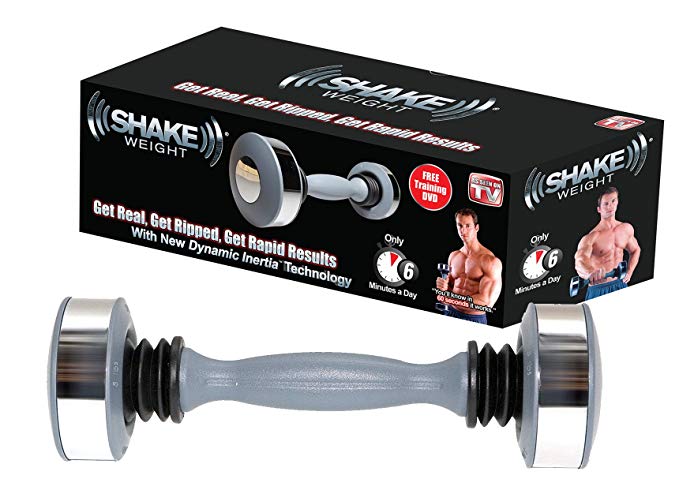 SHAKE
WEIGHT®
Get Real, Get Ripped, Get Rapid Results
SHAKE®
WEIGHT
Get Real, Get Ripped, Get Rapid Results
With New Dynamic Inertia™ Technology
FREE
Training
DVD
AS SEEN ON
TV
Only
6
Minutes a Day
"You'll know in
60 seconds it works."
TV
SHAKE®
WEIGHT
Only
6
Minutes a Day